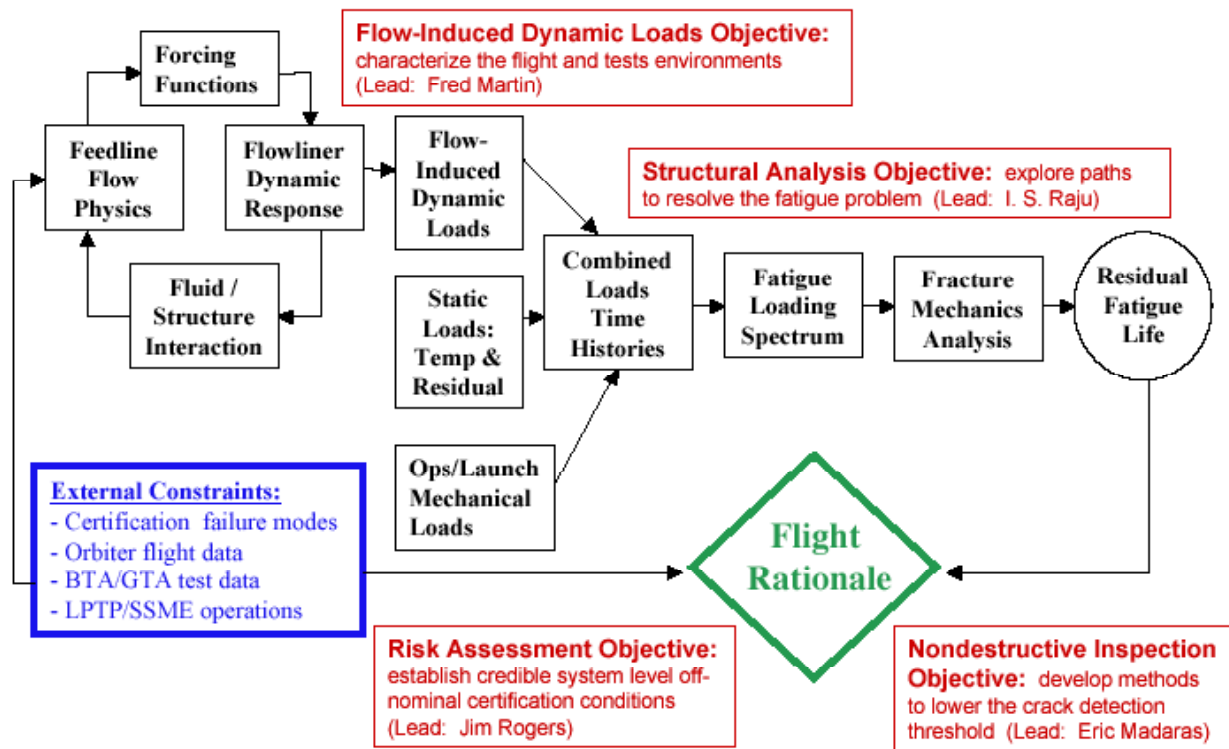 Flow-Induced Dynamic Loads Objective:
characterize the flight and tests environments
(Lead: Fred Martin)
Forcing
Functions
Feedline
Flow
Physics
Flowliner
Dynamic
Response
Fluid /
Structure
Interaction
Flow-
Induced
Dynamic
Loads
Static
Loads:
Temp &
Residual
Ops/Launch
Mechanical
Loads
Structural Analysis Objective: explore paths
to resolve the fatigue problem (Lead: I. S. Raju)
Combined
Loads
Time
Histories
Fatigue
Loading
Spectrum
Fracture
Mechanics
Analysis
Residual
Fatigue
Life
External Constraints:
- Certification failure modes
- Orbiter flight data
- BTA/GTA test data
- LPTP/SSME operations
Flight
Rationale
Risk Assessment Objective:
establish credible system level off-
nominal certification conditions
(Lead: Jim Rogers)
Nondestructive Inspection
Objective: develop methods
to lower the crack detection
threshold (Lead: Eric Madaras)